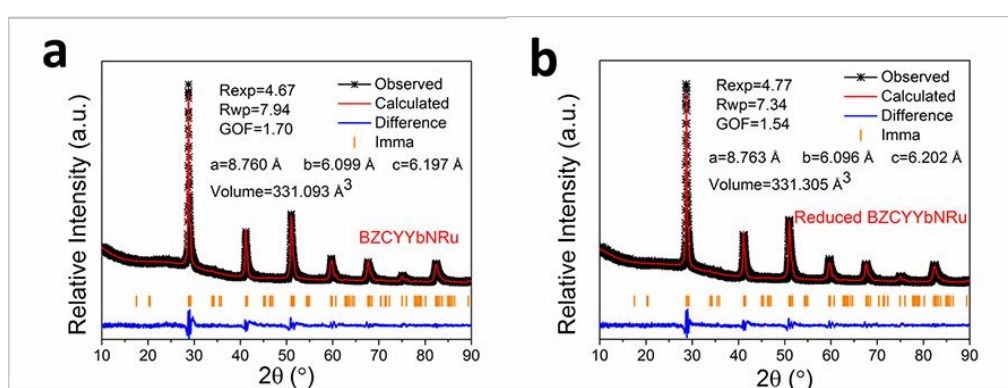 a
Relative Intensity (a.u.)
Rexp=4.67
Rwp=7.94
GOF=1.70
Observed
Calculated
Difference
Imma
a=8.760 Å b=6.099 Å c=6.197 Å
Volume=331.093 Å³
BZCYYbNRu
10 20 30 40 50 60 70 80 90
2θ (°)
b
Relative Intensity (a.u.)
Rexp=4.77
Rwp=7.34
GOF=1.54
Observed
Calculated
Difference
Imma
a=8.763 Å b=6.096 Å c=6.202 Å
Volume=331.305 Å³
Reduced BZCYYbNRu
10 20 30 40 50 60 70 80 90
2θ (°)